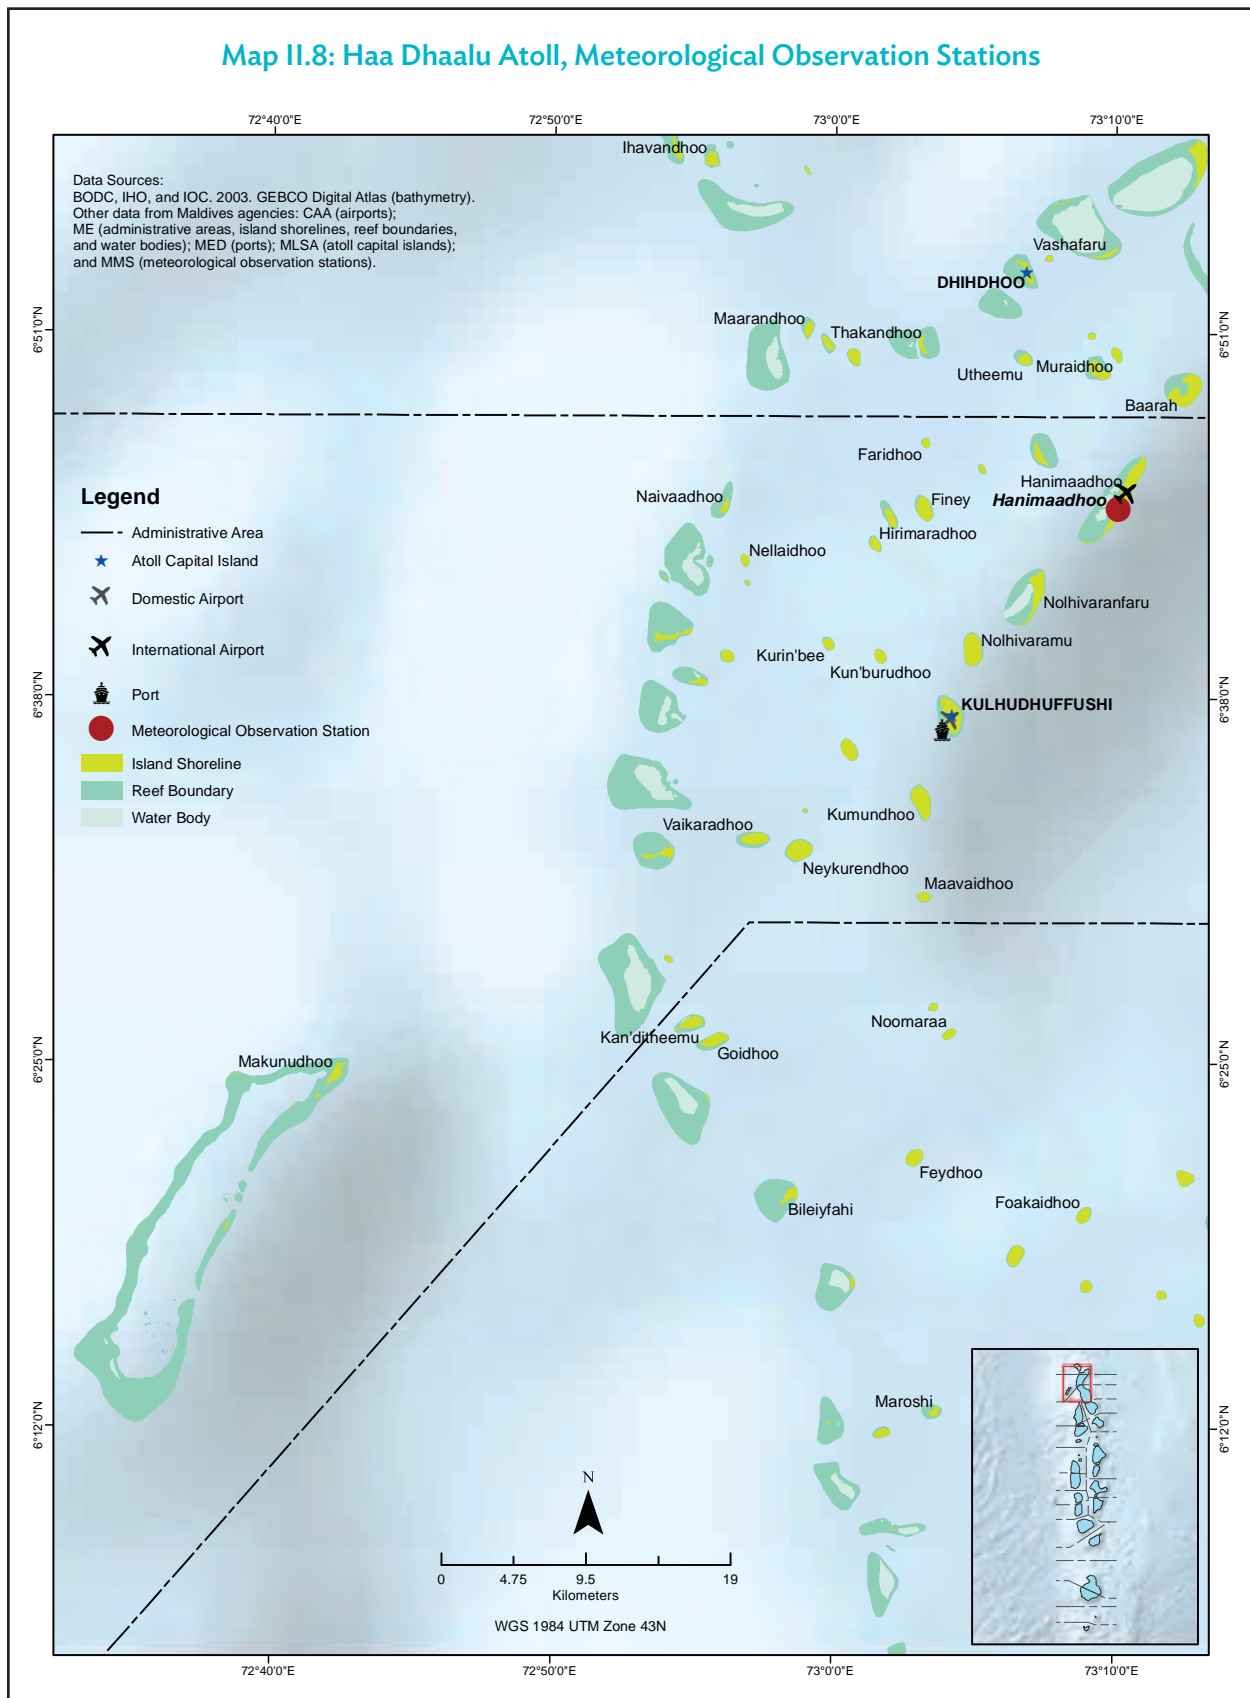 Map II.8: Haa Dhaalu Atoll, Meteorological Observation Stations
72°40'0"E
72°50'0"E
73°0'0"E
73°10'0"E
Data Sources:
BODC, IHO, and IOC. 2003. GEBCO Digital Atlas (bathymetry).
Other data from Maldives agencies: CAA (airports);
ME (administrative areas, island shorelines, reef boundaries,
and water bodies); MED (ports); MLSA (atoll capital islands);
and MMS (meteorological observation stations).
Ihavandhoo
Vashafaru
DHIHDHOO
Maarandhoo
Thakandhoo
6°51'0"N
6°51'0"N
Utheemu
Muraidhoo
Baarah
Faridhoo
Hanimaadhoo
Hanimaadhoo
Naivaadhoo
Finey
Hirimaradhoo
Nellaidhoo
Nolhivaranfaru
Nolhivaramu
Kurin'bee
Kun'burudhoo
6°38'0"N
6°38'0"N
KULHUDHUFFUSHI
Legend
Administrative Area
Atoll Capital Island
Domestic Airport
International Airport
Port
Meteorological Observation Station
Island Shoreline
Reef Boundary
Water Body
Kumundhoo
Vaikaradhoo
Neykurendhoo
Maavaidhoo
Noomaraa
Kan'ditheemu
Goidhoo
Makunudhoo
6°25'0"N
6°25'0"N
Feydhoo
Foakaidhoo
Bileiyfahi
Maroshi
6°12'0"N
6°12'0"N
N
0
4.75
9.5
19
Kilometers
WGS 1984 UTM Zone 43N
72°40'0"E
72°50'0"E
73°0'0"E
73°10'0"E